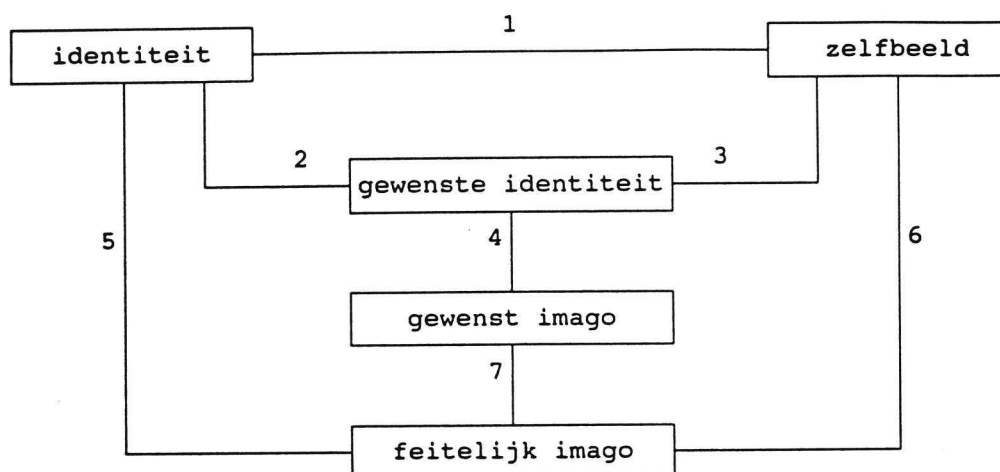 1
identiteit
zelfbeeld
2
3
gewenste identiteit
5
4
6
gewenst imago
7
feitelijk imago